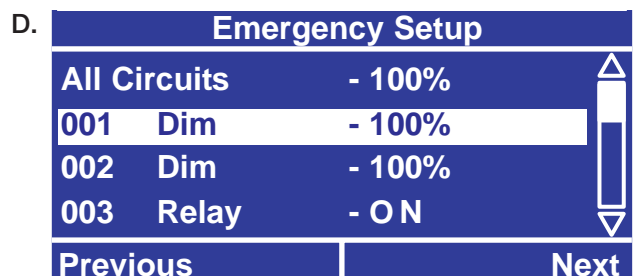 D.
Emergency Setup
All Circuits - 100%
001 Dim - 100%
002 Dim - 100%
003 Relay - ON
Previous Next